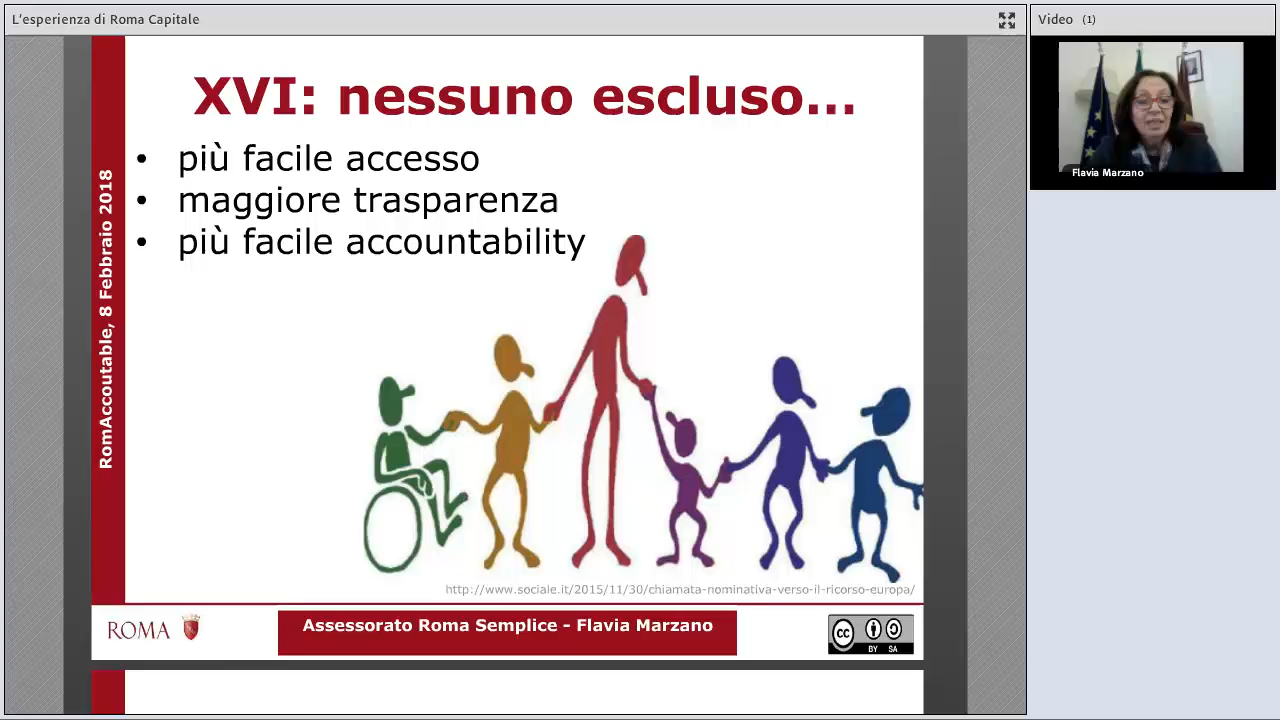 L'esperienza di Roma Capitale
Video (1)
Flavia Marzano
XVI: nessuno escluso...
• più facile accesso
• maggiore trasparenza
• più facile accountability
RomAccoutable, 8 Febbraio 2018
http://www.sociale.it/2015/11/30/chiamata-nominativa-verso-il-ricorso-europa/
ROMA
Assessorato Roma Semplice - Flavia Marzano
cc
BY SA